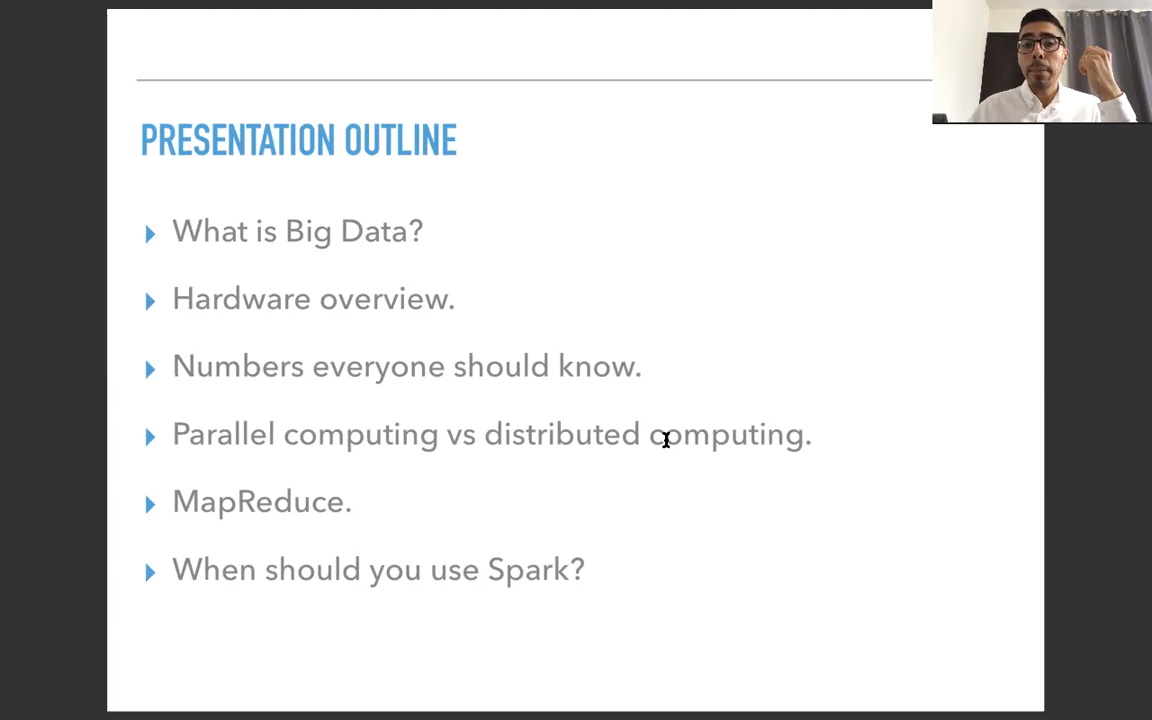 PRESENTATION OUTLINE
What is Big Data?
Hardware overview.
Numbers everyone should know.
Parallel computing vs distributed computing.
MapReduce.
When should you use Spark?